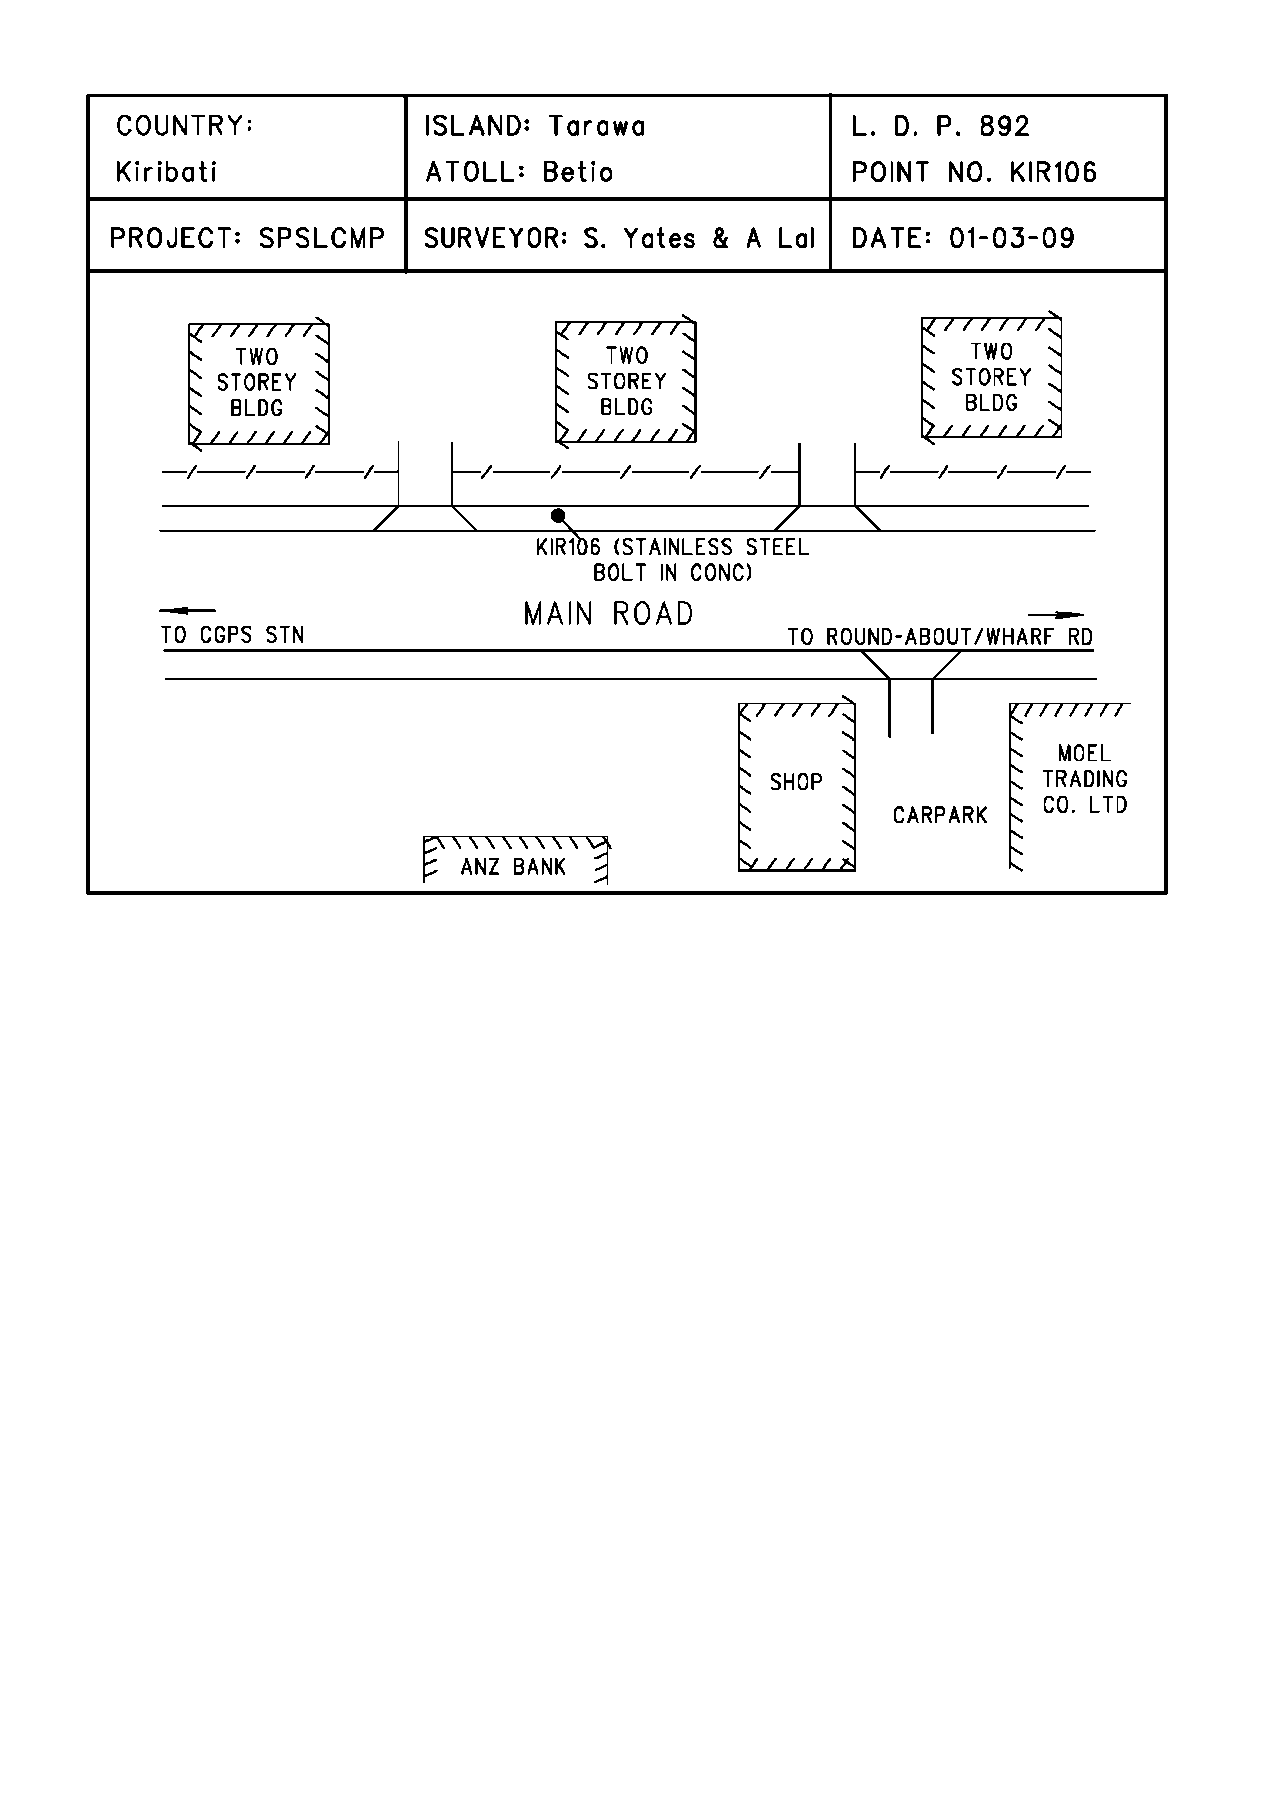 COUNTRY:
Kiribati
ISLAND: Tarawa
ATOLL: Betio
L. D. P. 892
POINT NO. KIR106
PROJECT: SPSLCMP
SURVEYOR: S. Yates & A Lal
DATE: 01-03-09
TWO
STOREY
BLDG
TWO
STOREY
BLDG
TWO
STOREY
BLDG
KIR106 (STAINLESS STEEL
BOLT IN CONC)
MAIN ROAD
TO CGPS STN
TO ROUND-ABOUT/WHARF RD
SHOP
CARPARK
MOEL
TRADING
CO. LTD
ANZ BANK